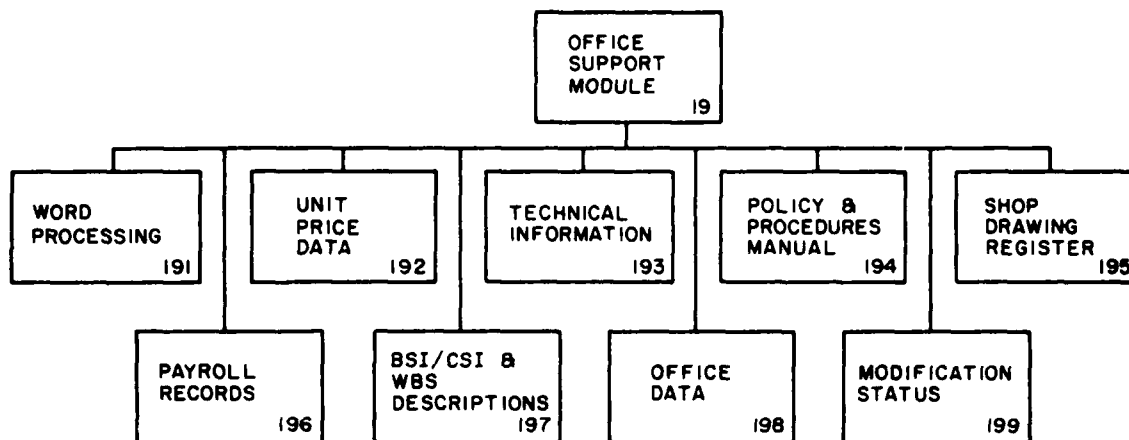 OFFICE
SUPPORT
MODULE
19
WORD
PROCESSING
191
UNIT
PRICE
DATA
192
TECHNICAL
INFORMATION
193
POLICY &
PROCEDURES
MANUAL
194
SHOP
DRAWING
REGISTER
195
PAYROLL
RECORDS
196
BSI/CSI &
WBS
DESCRIPTIONS
197
OFFICE
DATA
198
MODIFICATION
STATUS
199